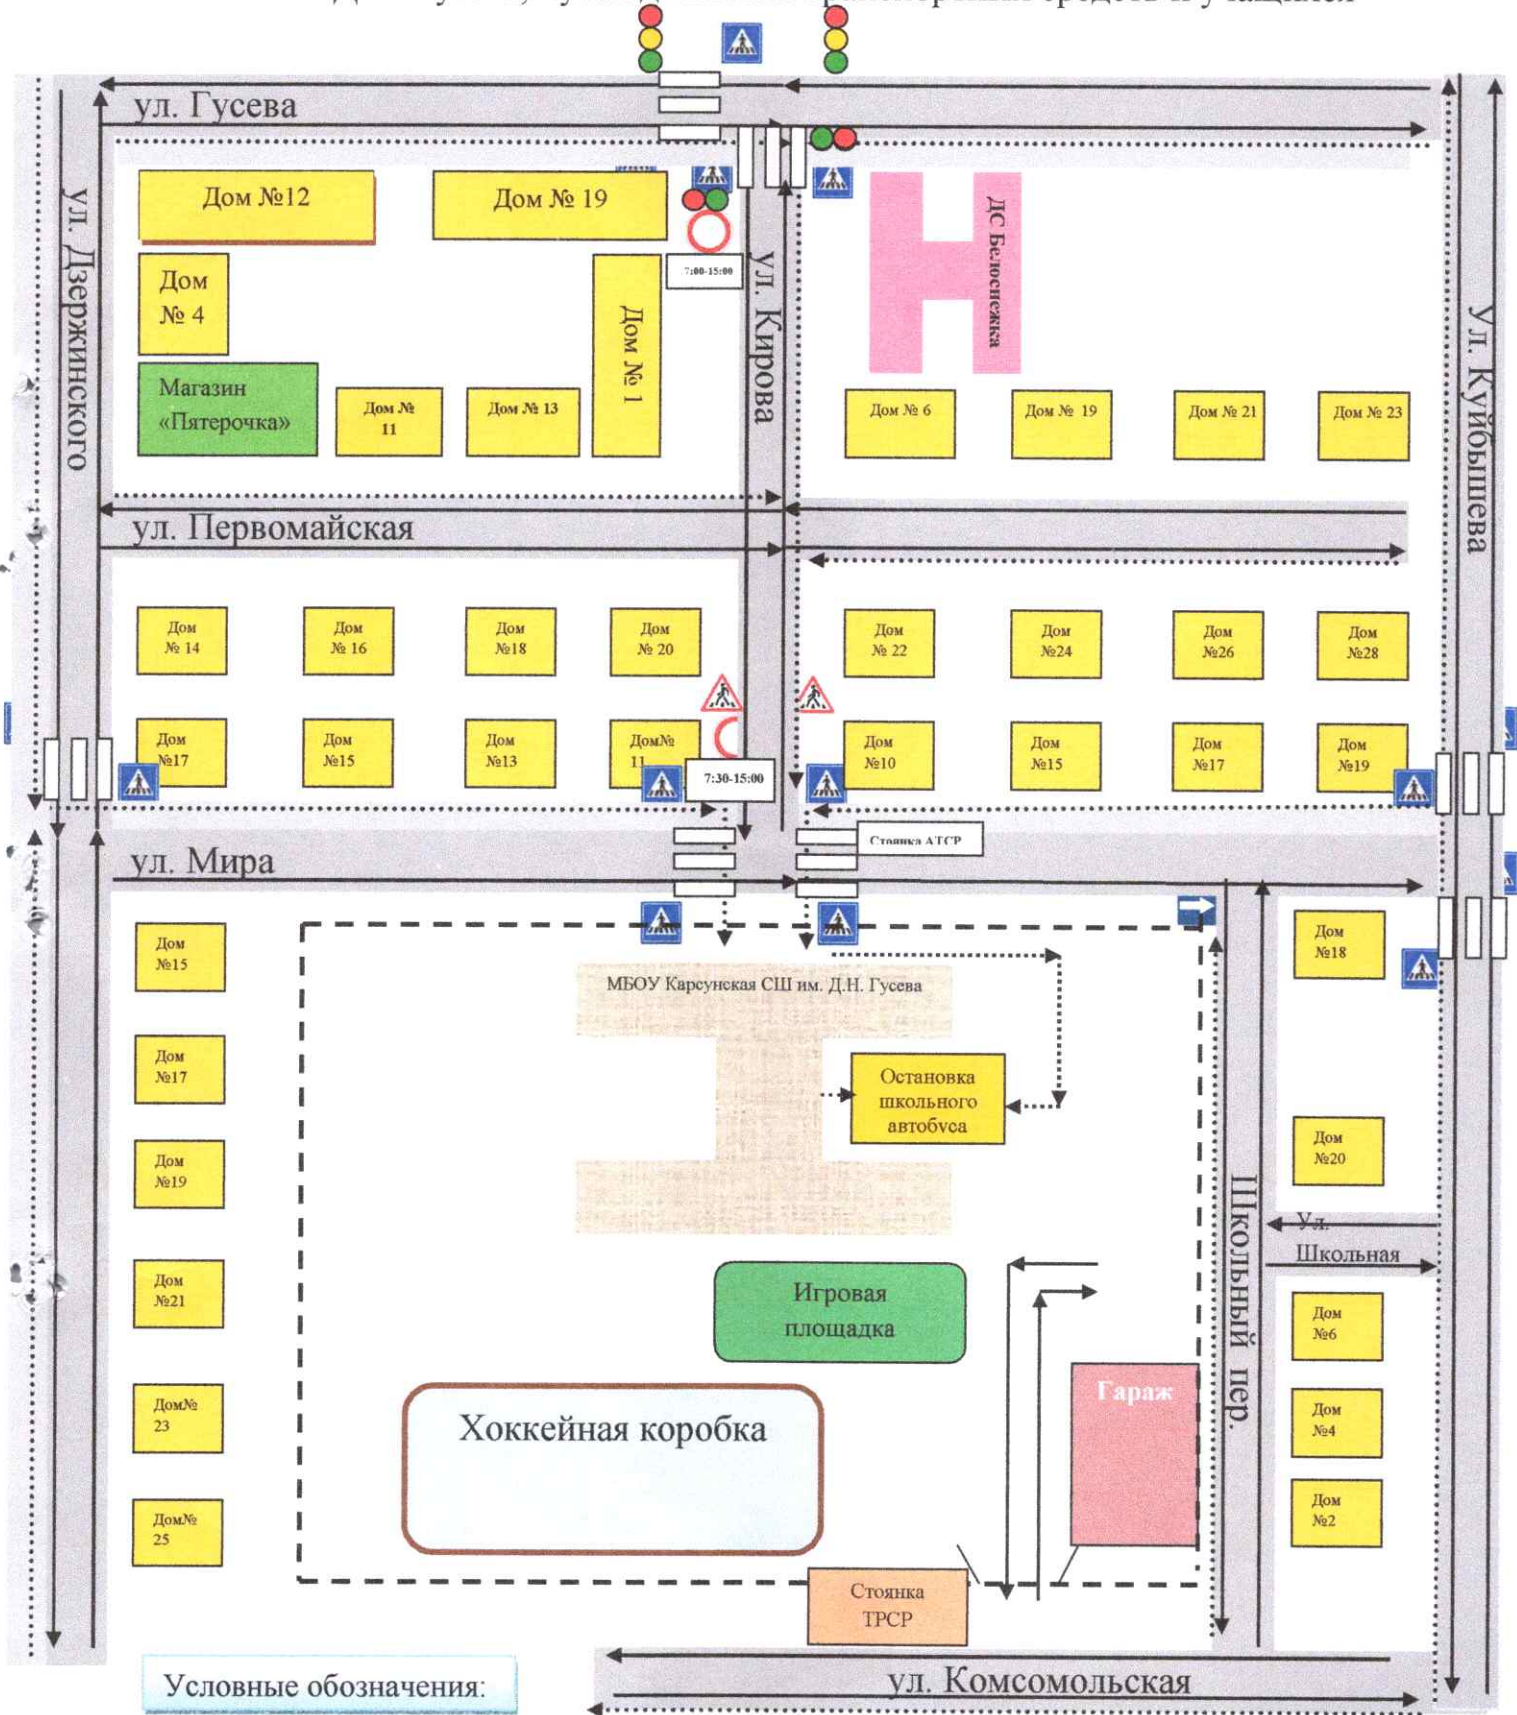 ул. Гусева
Дом №12
Дом № 19
ул. Дзержинского
Дом
№ 4
7:00-15:00
ул. Кирова
ДС Белоснежка
Дом № 1
Ул. Куйбышева
Магазин
«Пятерочка»
Дом №
11
Дом № 13
Дом № 6
Дом № 19
Дом № 21
Дом № 23
ул. Первомайская
Дом
№ 14
Дом
№ 16
Дом
№18
Дом
№ 20
Дом
№ 22
Дом
№24
Дом
№26
Дом
№28
Дом
№17
Дом
№15
Дом
№13
Дом№
11
7:30-15:00
Дом
№10
Дом
№15
Дом
№17
Дом
№19
Стоянка АТСР
ул. Мира
Дом
№15
Дом
№18
МБОУ Карсунская СШ им. Д.Н. Гусева
Дом
№17
Остановка
школьного
автобуса
Дом
№19
Дом
№20
Школьный пер.
Ул.
Школьная
Дом
№21
Игровая
площадка
Дом
№6
Дом№
23
Хоккейная коробка
Гараж
Дом
№4
Дом№
25
Дом
№2
Стоянка
ТРСР
Условные обозначения:
ул. Комсомольская